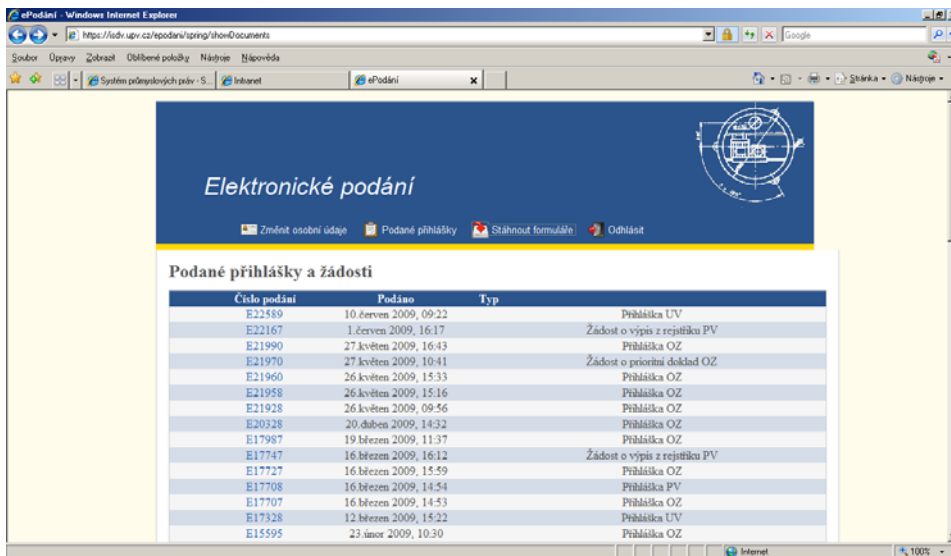 ePodání - Windows Internet Explorer
https://isdv.upv.cz/epodani/spring/showDocuments
Google
Soubor Úpravy Zobrazit Oblíbené položky Nástroje Nápověda
Systém průmyslových práv - S... Intranet ePodání Stránka Nástroje
Elektronické podání
Změnit osobní údaje Podané přihlášky Stáhnout formuláře Odhlásit
Podané přihlášky a žádosti
Číslo podání Podáno Typ
E22589 10.červen 2009, 09:22 Přihláška UV
E22167 1.červen 2009, 16:17 Žádost o výpis z rejstříku PV
E21990 27.květen 2009, 16:43 Přihláška OZ
E21970 27.květen 2009, 10:41 Žádost o prioritní doklad OZ
E21960 26.květen 2009, 15:33 Přihláška OZ
E21958 26.květen 2009, 15:16 Přihláška OZ
E21928 26.květen 2009, 09:56 Přihláška OZ
E20328 20.duben 2009, 14:32 Přihláška OZ
E17987 19.březen 2009, 11:37 Přihláška OZ
E17747 16.březen 2009, 16:12 Žádost o výpis z rejstříku PV
E17727 16.březen 2009, 15:59 Přihláška OZ
E17708 16.březen 2009, 14:54 Přihláška PV
E17707 16.březen 2009, 14:53 Přihláška OZ
E17328 12.březen 2009, 15:22 Přihláška UV
E15595 23.únor 2009, 10:30 Přihláška OZ
Internet 100%